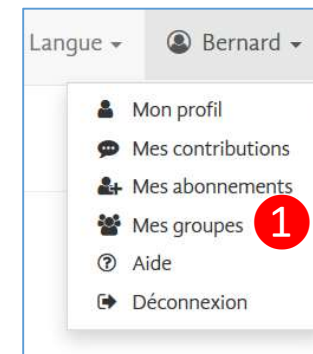 Langue Bernard
Mon profil
Mes contributions
Mes abonnements
Mes groupes 1
Aide
Déconnexion